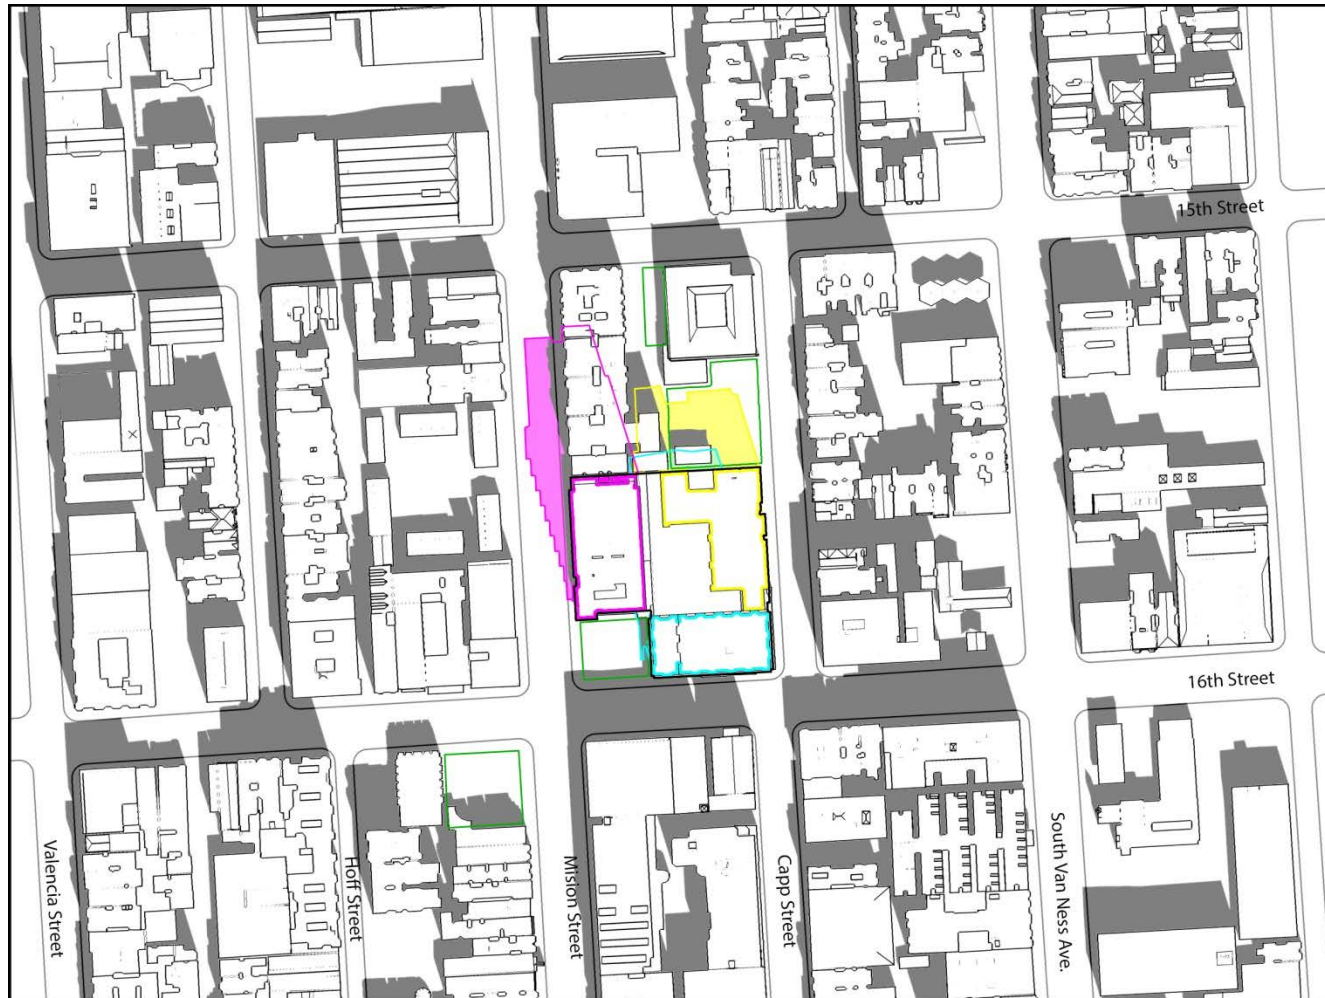 15th Street
16th Street
Valencia Street
Hoff Street
Mision Street
Capp Street
South Van Ness Ave.